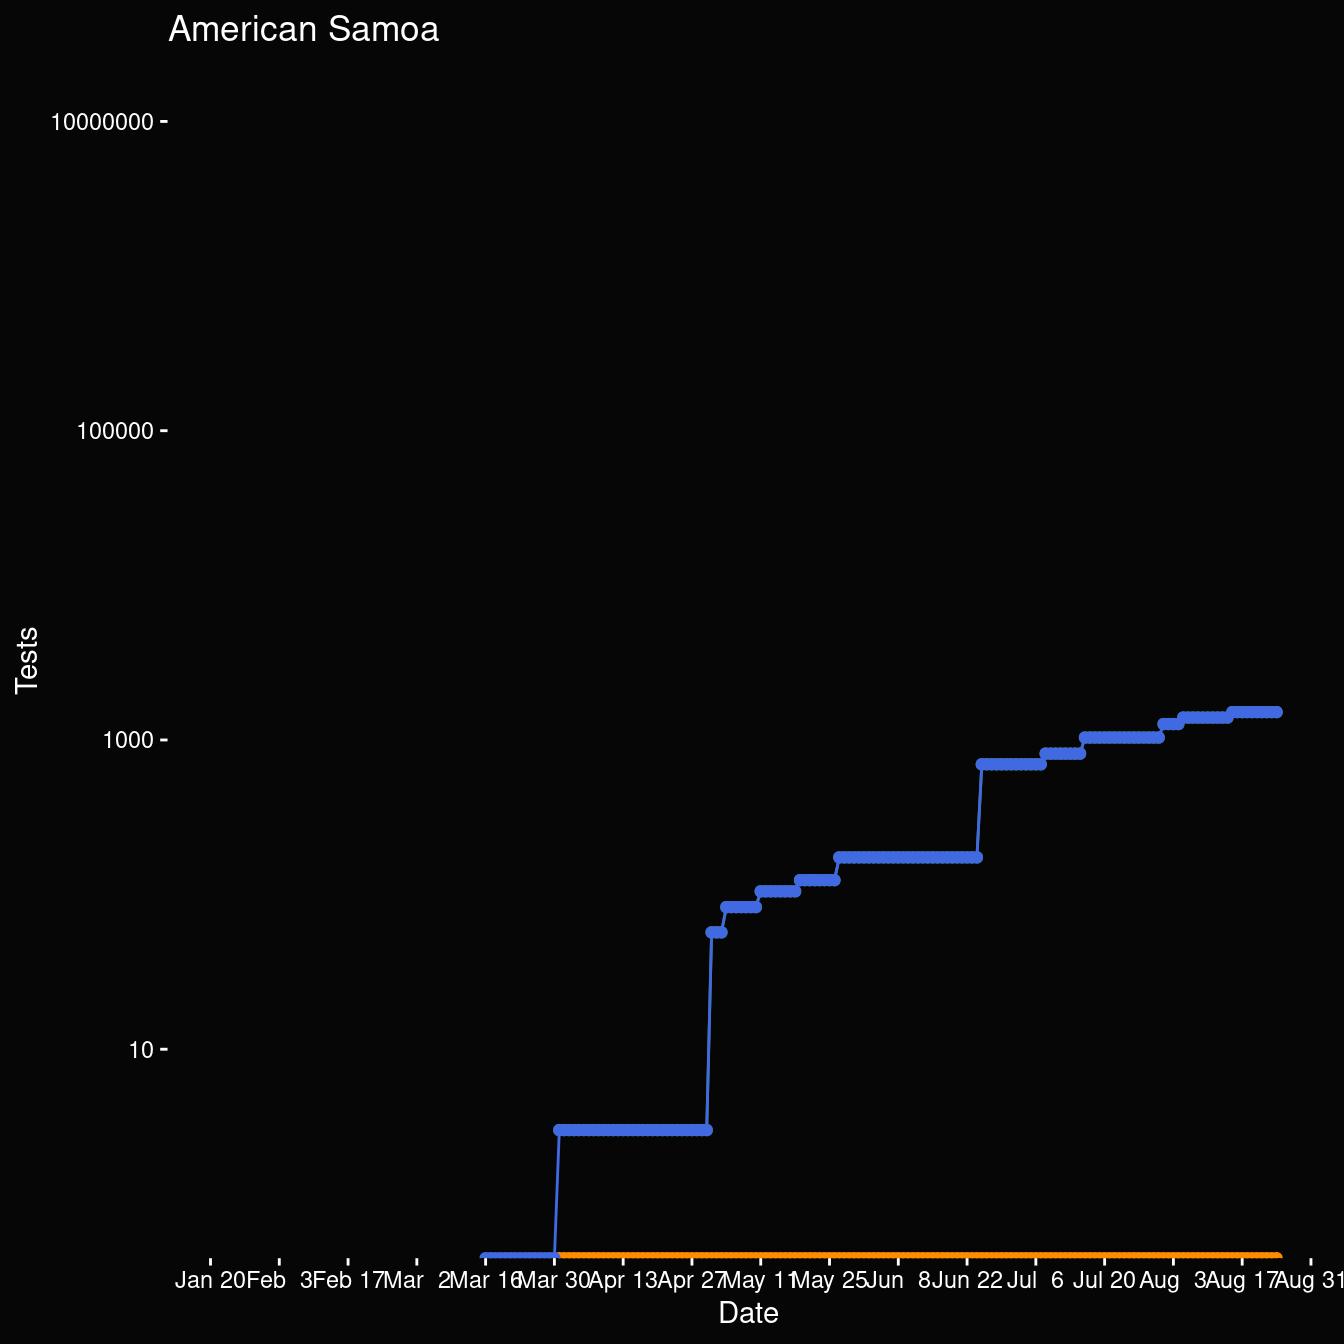 American Samoa
10000000
100000
1000
10
Tests
Jan 20 Feb  3 Feb 17 Mar  2 Mar 16 Mar 30 Apr 13 Apr 27 May 11 May 25 Jun  8 Jun 22 Jul  6 Jul 20 Aug  3 Aug 17 Aug 31
Date